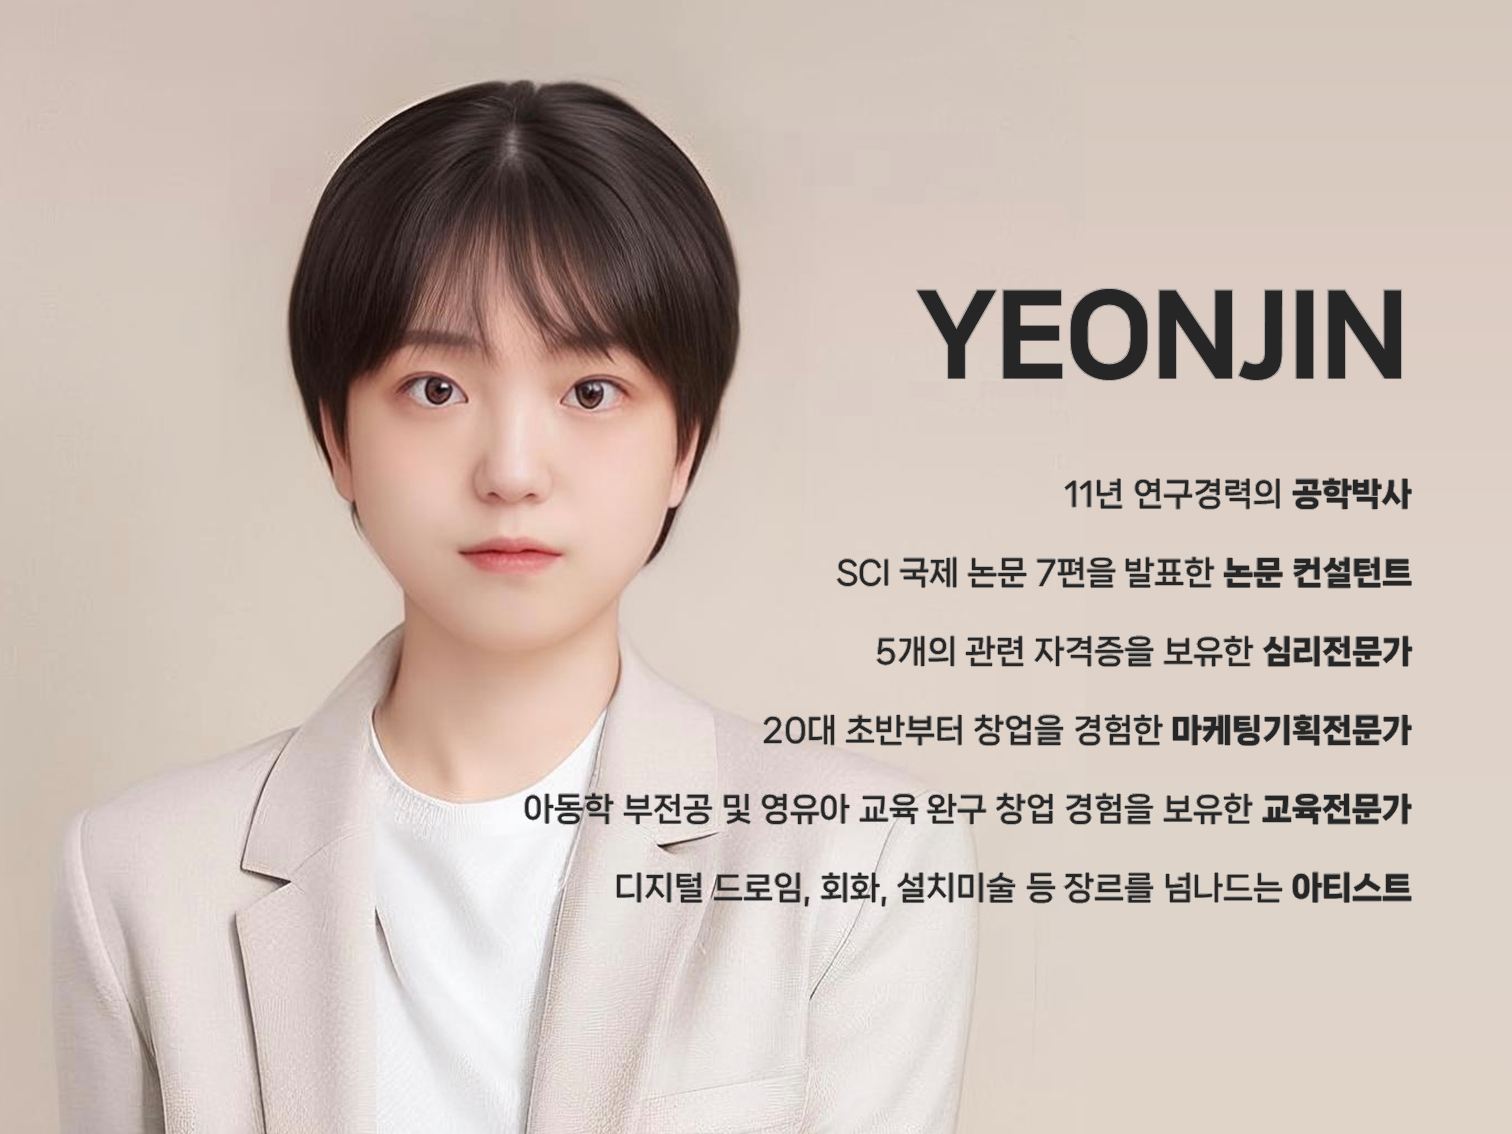 YEONJIN
11년 연구경력의 공학박사
SCI 국제 논문 7편을 발표한 논문 컨설턴트
5개의 관련 자격증을 보유한 심리전문가
20대 초반부터 창업을 경험한 마케팅기획전문가
아동학 부전공 및 영유아 교육 완구 창업 경험을 보유한 교육전문가
디지털 드로임, 회화, 설치미술 등 장르를 넘나드는 아티스트